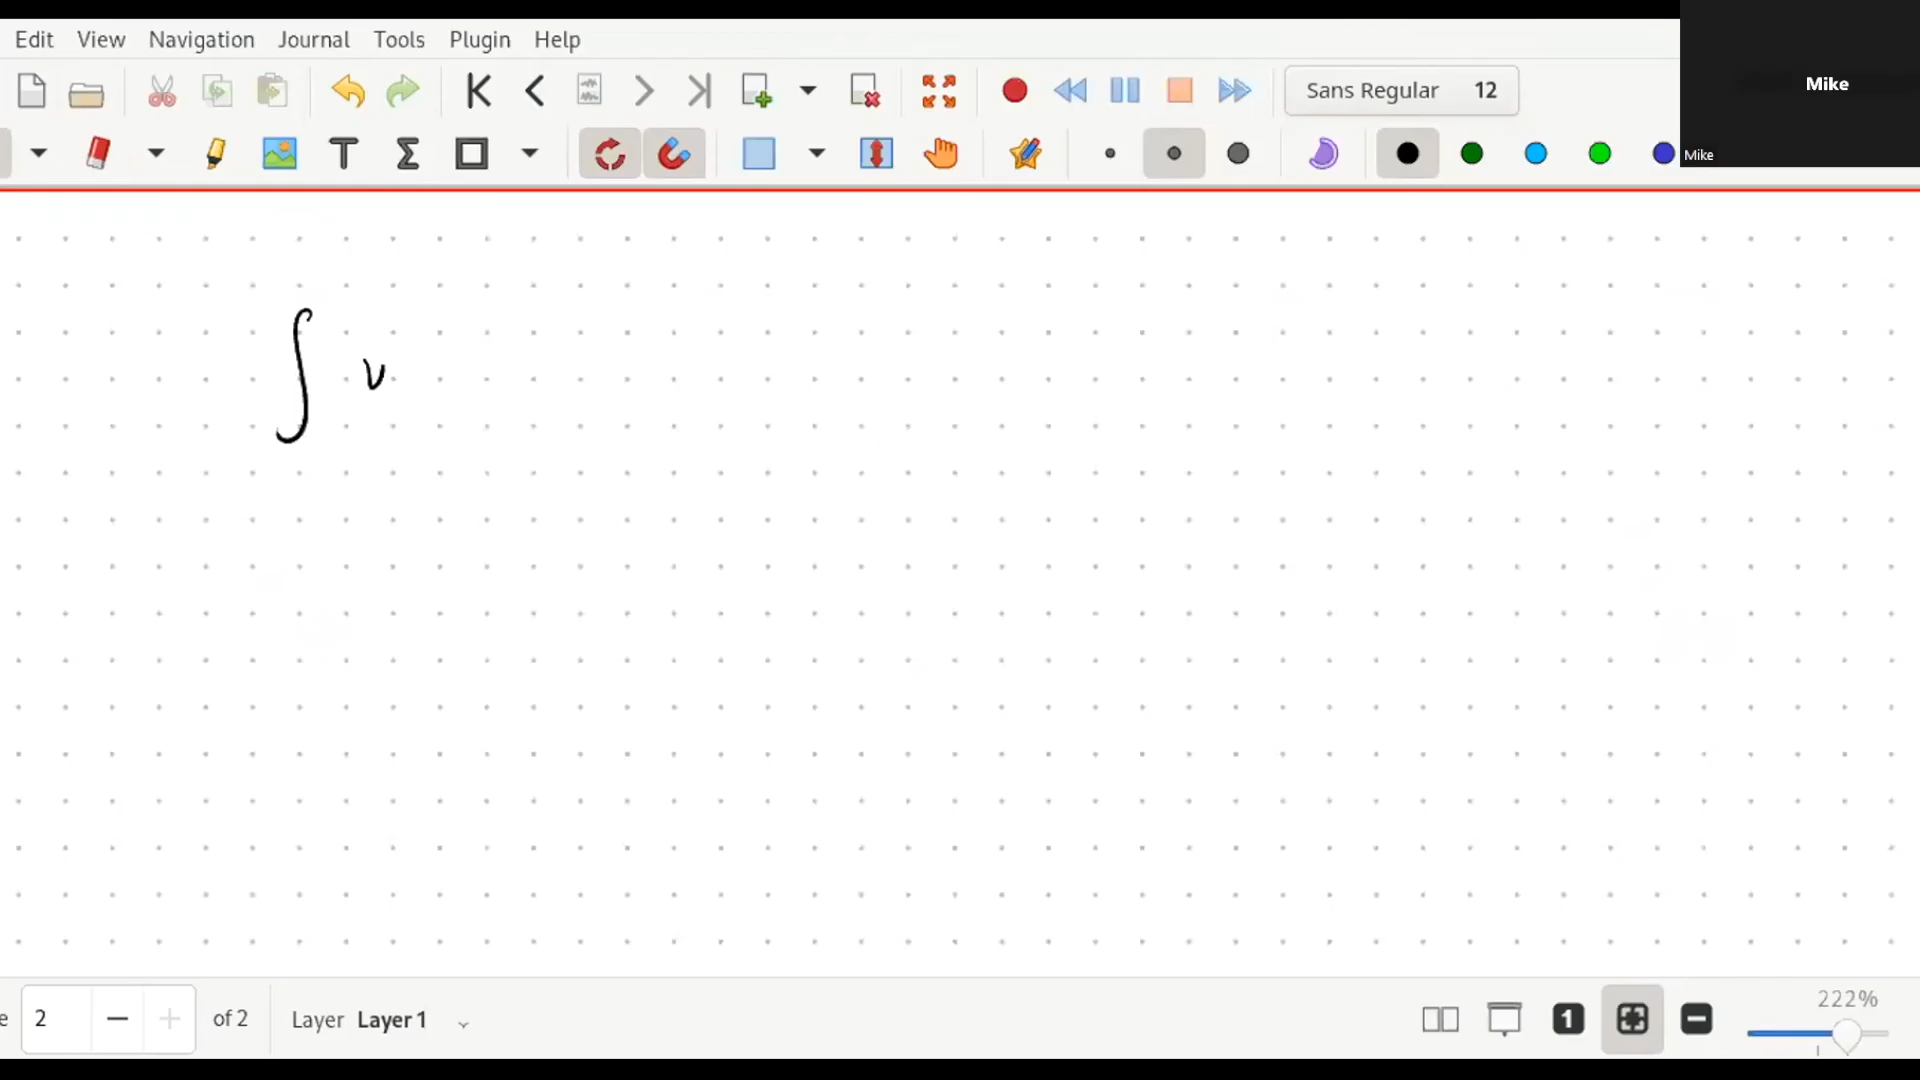 Edit View Navigation Journal Tools Plugin Help
Mike
Sans Regular 12
T Σ
Mike
∫ v
e 2 of 2 Layer Layer 1
1
222%